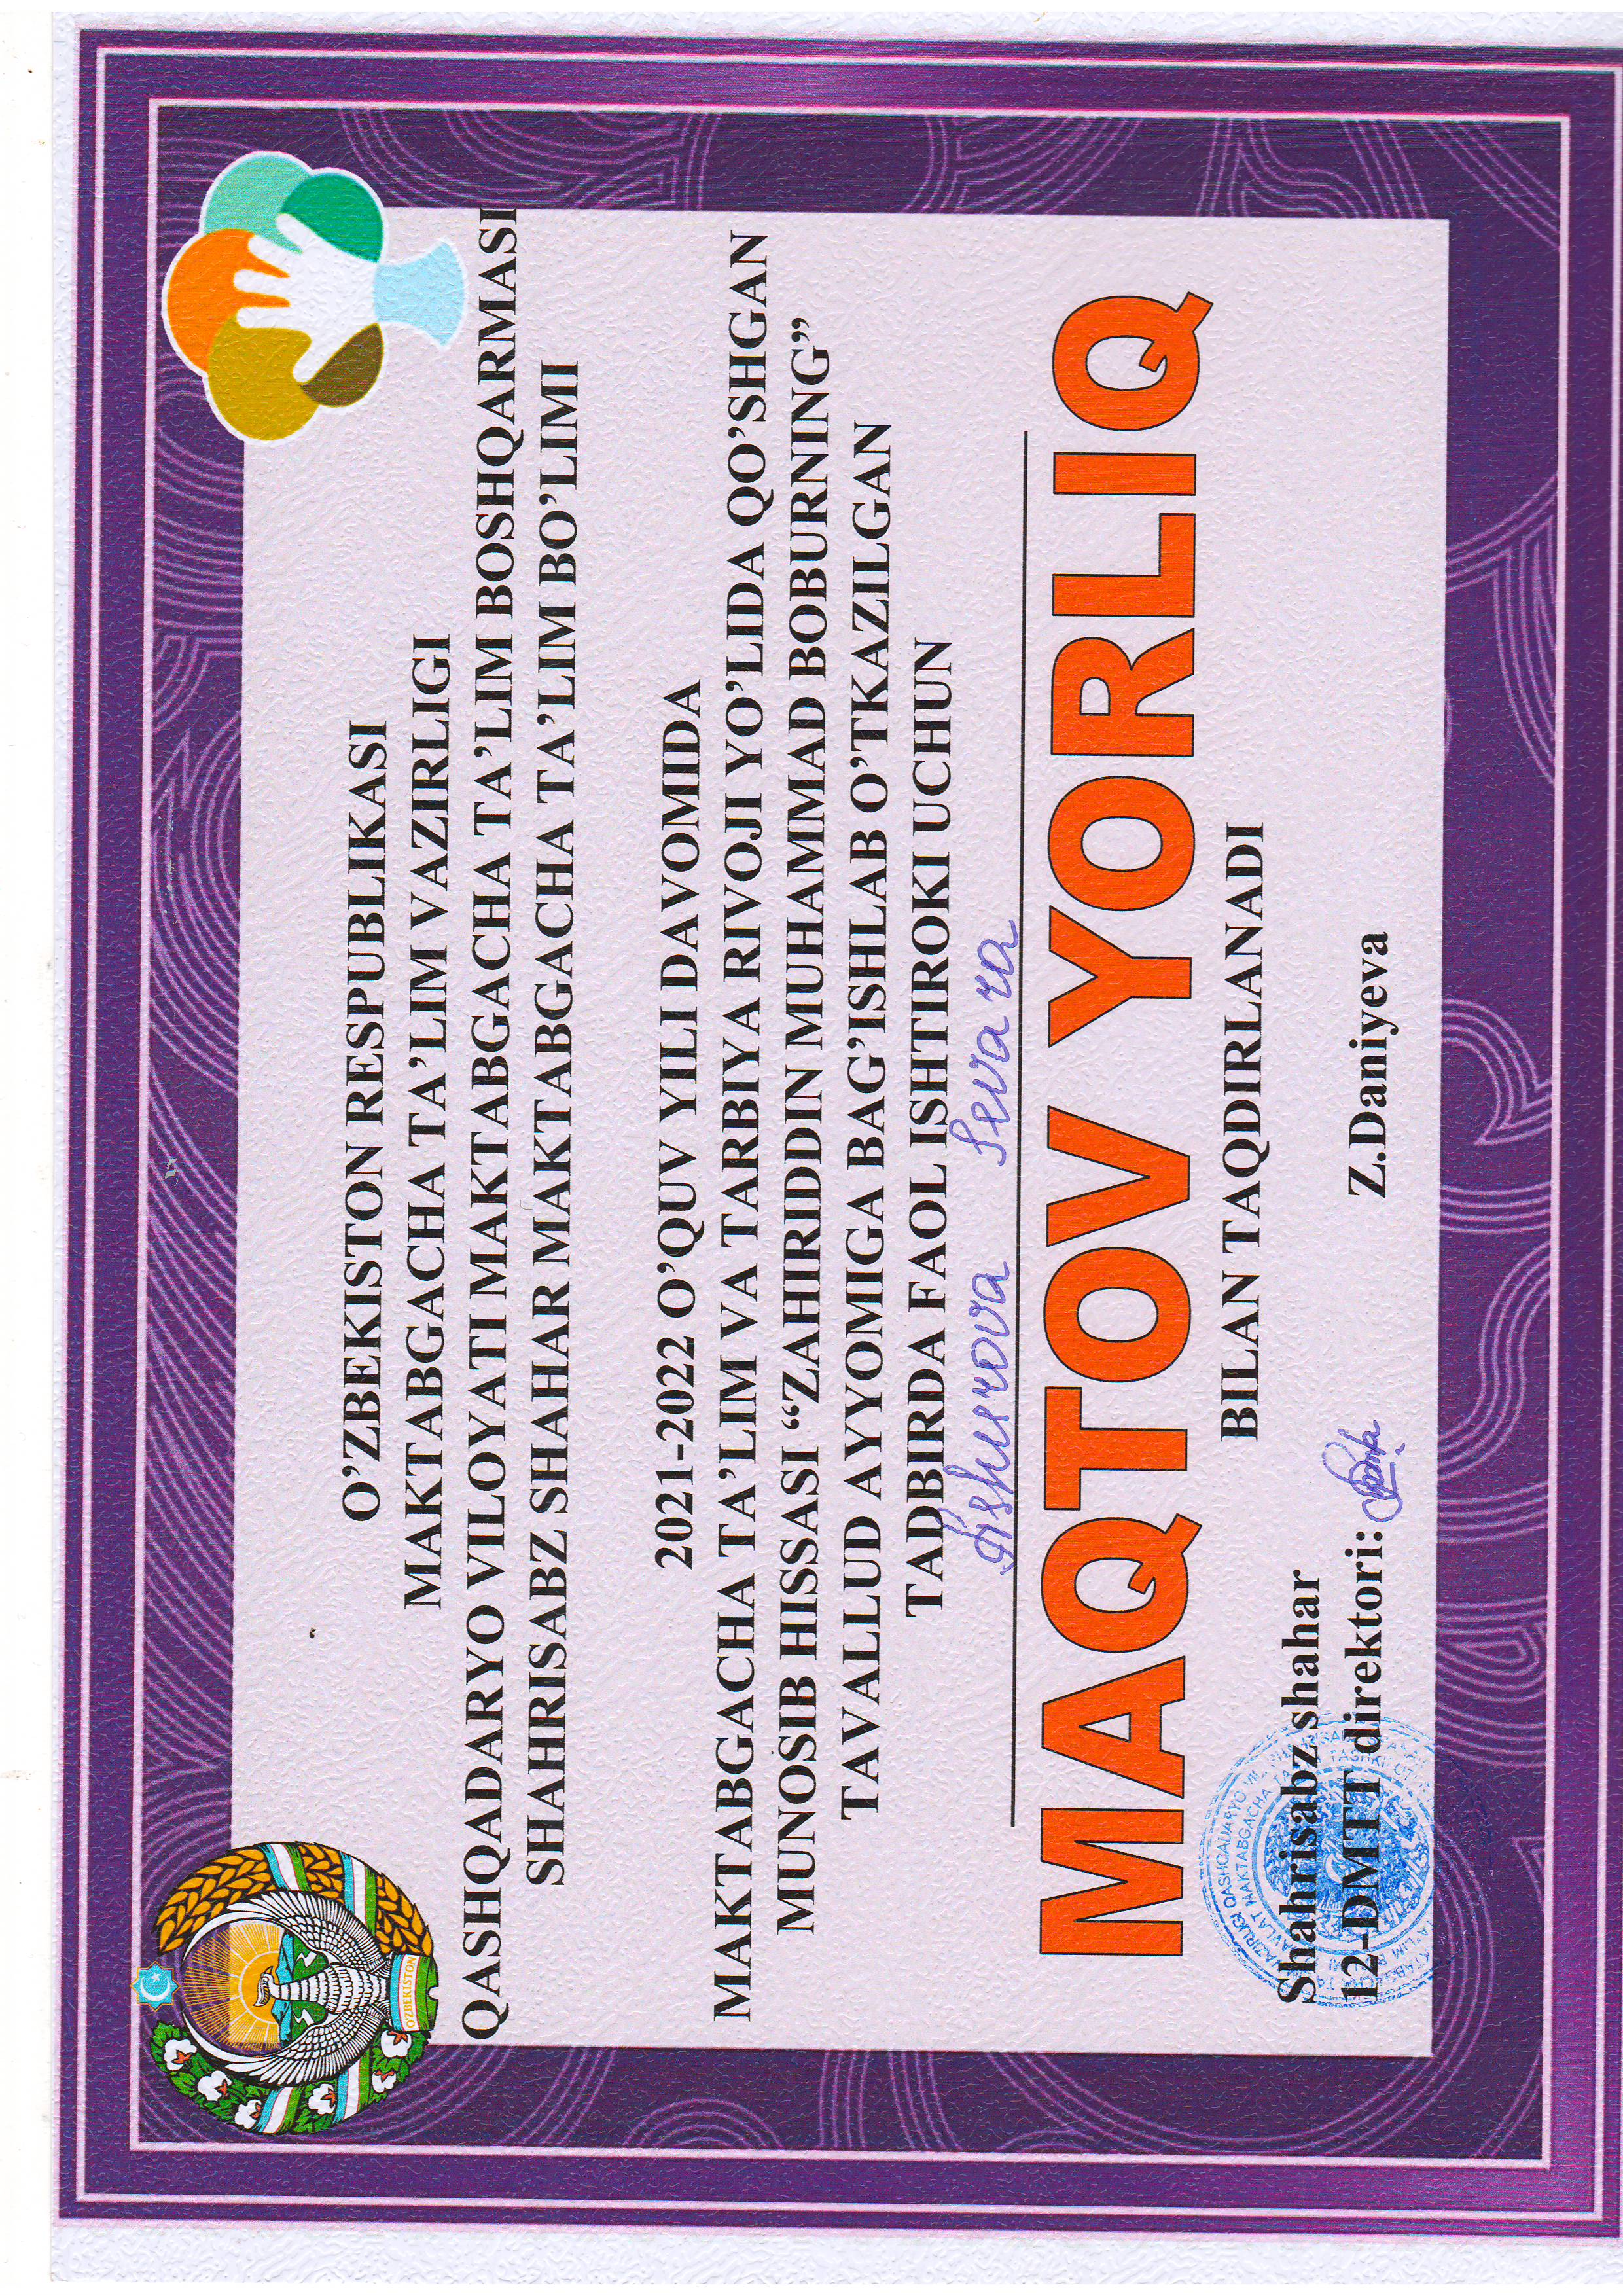 O’ZBEKISTON RESPUBLIKASI
MAKTABGACHA TA’LIM VAZIRLIGI
QASHQADARYO VILOYATI MAKTABGACHA TA’LIM BOSHQARMASI
SHAHRISABZ SHAHAR MAKTABGACHA TA’LIM BO’LIMI
2021-2022 O’QUV YILI DAVOMIDA
MAKTABGACHA TA’LIM VA TARBIYA RIVOJI YO’LIDA QO’SHGAN
MUNOSIB HISSASI “ZAHIRIDDIN MUHAMMAD BOBURNING”
TAVALLUD AYYOMIGA BAG’ISHLAB O’TKAZILGAN
TADBIRDA FAOL ISHTIROKI UCHUN
Ashurova Sevara
MAQTOV YORLIQ
BILAN TAQDIRLANADI
Shahrisabz shahar
12-DMTT direktori: Z.Daniyeva
O'ZBEKISTON